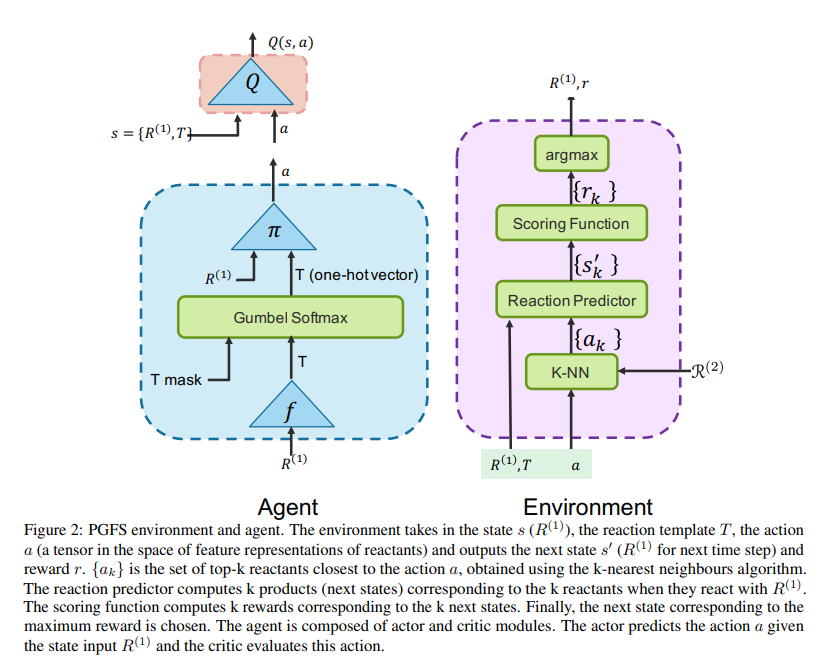 Q(s, a)
Q
s = {R⁽¹⁾, T}
a
a
π
R⁽¹⁾
T (one-hot vector)
Gumbel Softmax
T
T mask
f
R⁽¹⁾
Agent
R⁽¹⁾, r
argmax
{rₖ }
Scoring Function
{s′ₖ }
Reaction Predictor
{aₖ }
K-NN
ℛ⁽²⁾
R⁽¹⁾, T a
Environment
Figure 2: PGFS environment and agent. The environment takes in the state s (R⁽¹⁾), the reaction template T, the action
a (a tensor in the space of feature representations of reactants) and outputs the next state s′ (R⁽¹⁾ for next time step) and
reward r. {aₖ} is the set of top-k reactants closest to the action a, obtained using the k-nearest neighbours algorithm.
The reaction predictor computes k products (next states) corresponding to the k reactants when they react with R⁽¹⁾.
The scoring function computes k rewards corresponding to the k next states. Finally, the next state corresponding to the
maximum reward is chosen. The agent is composed of actor and critic modules. The actor predicts the action a given
the state input R⁽¹⁾ and the critic evaluates this action.